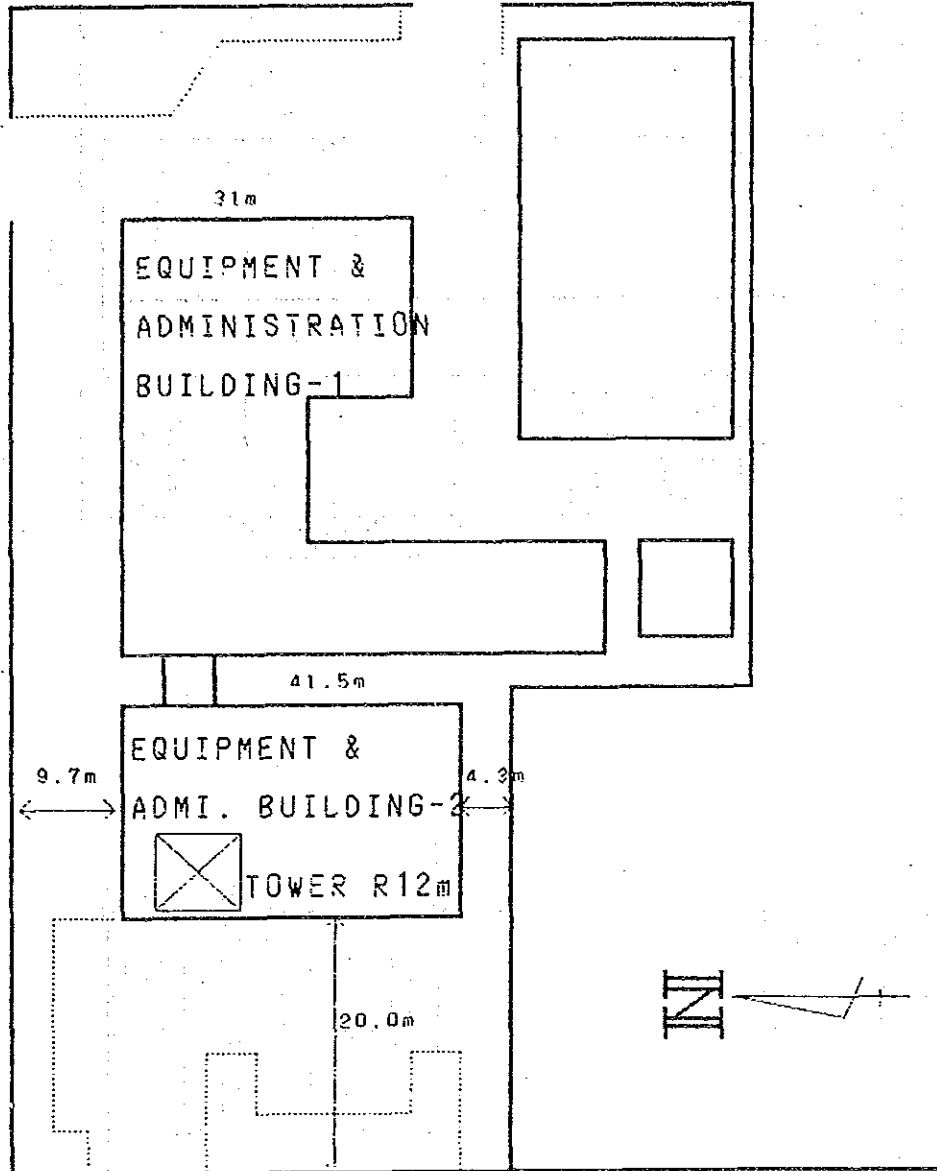 31m
EQUIPMENT &
ADMINISTRATION
BUILDING-1
41.5m
EQUIPMENT &
9.7m
4.3m
ADMI. BUILDING-2
TOWER R12m
20.0m
N